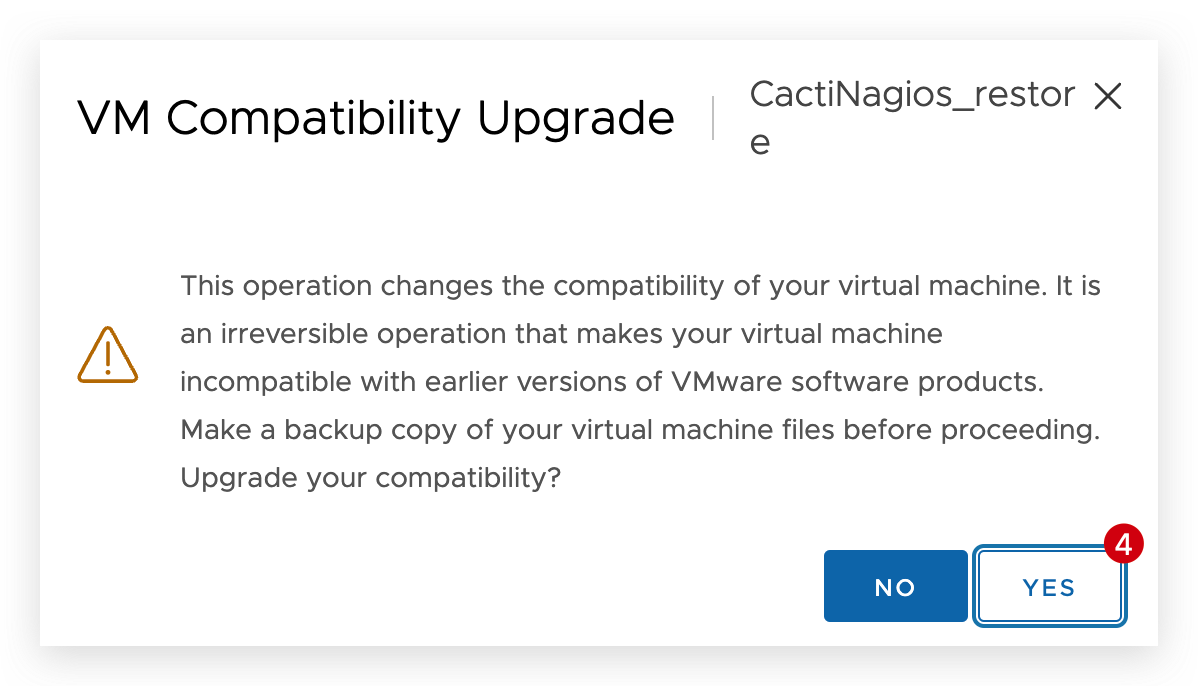 VM Compatibility Upgrade
CactiNagios_restor
e
This operation changes the compatibility of your virtual machine. It is
an irreversible operation that makes your virtual machine
incompatible with earlier versions of VMware software products.
Make a backup copy of your virtual machine files before proceeding.
Upgrade your compatibility?
NO
YES
4